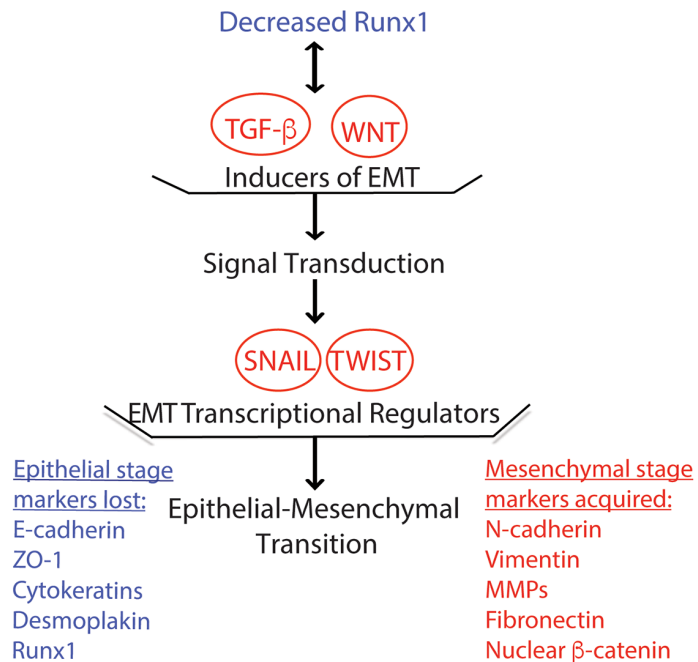 Decreased Runx1
TGF-β
WNT
Inducers of EMT
Signal Transduction
SNAIL
TWIST
EMT Transcriptional Regulators
Epithelial-Mesenchymal
Transition
Epithelial stage
markers lost:
E-cadherin
ZO-1
Cytokeratins
Desmoplakin
Runx1
Mesenchymal stage
markers acquired:
N-cadherin
Vimentin
MMPs
Fibronectin
Nuclear β-catenin